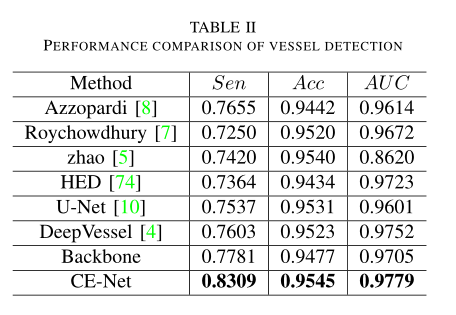 TABLE II
PERFORMANCE COMPARISON OF VESSEL DETECTION
Method Sen Acc AUC
Azzopardi [8] 0.7655 0.9442 0.9614
Roychowdhury [7] 0.7250 0.9520 0.9672
zhao [5] 0.7420 0.9540 0.8620
HED [74] 0.7364 0.9434 0.9723
U-Net [10] 0.7537 0.9531 0.9601
DeepVessel [4] 0.7603 0.9523 0.9752
Backbone 0.7781 0.9477 0.9705
CE-Net 0.8309 0.9545 0.9779